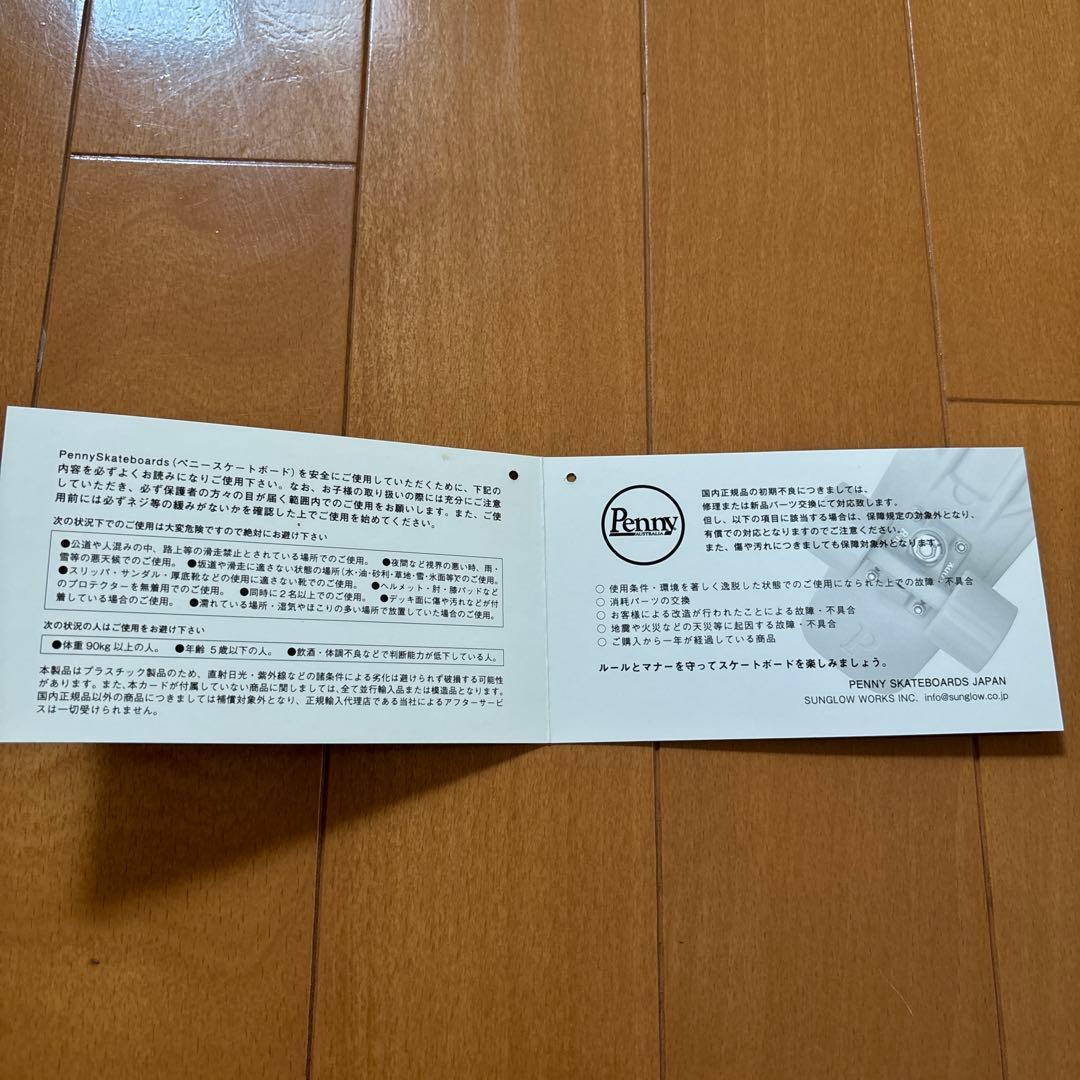 PennySkateboards（ペニースケートボード）を安全にご使用していただくために、下記の
内容を必ずよくお読みになりご使用下さい。なお、お子様の取り扱いの際には充分にご注意
していただき、必ず保護者の方々の目が届く範囲内でのご使用をお願いします。また、ご使
用前には必ずネジ等の緩みがないかを確認した上でご使用を始めてください。
次の状況下でのご使用は大変危険ですので絶対にお避け下さい
●公道や人混みの中、路上等の滑走禁止とされている場所でのご使用。　●夜間など視界の悪い時、雨・
雪等の悪天候でのご使用。　●坂道や滑走に適さない状態の場所（水・油・砂利・草地・雪・氷面等）でのご使用。
●スリッパ・サンダル・厚底靴などの使用に適さない靴でのご使用。　●ヘルメット・肘・膝パッドなど
のプロテクターを無着用でのご使用。　●同時に2名以上でのご使用。　●デッキ面に傷や汚れなどが付
着している場合のご使用。　●濡れている場所・湿気やほこりの多い場所で放置していた場合のご使用。
次の状況の人はご使用をお避け下さい
●体重90kg以上の人。　●年齢 5歳以下の人。　●飲酒・体調不良などで判断能力が低下している人。
本製品はプラスチック製品のため、直射日光・紫外線などの諸条件による劣化は避けられず破損する可能性
があります。また、本カードが付属していない商品に関しましては、全て並行輸入品または模造品となります。
国内正規品以外の商品につきましては補償対象外となり、正規輸入代理店である当社によるアフターサービ
スは一切受けられません。
Penny
AUSTRALIA
国内正規品の初期不良につきましては、
修理または新品パーツ交換にて対応致します。
但し、以下の項目に該当する場合は、保障規定の対象外となり、
有償での対応となりますのでご注意ください。
また、傷や汚れにつきましても保障対象外となります。
○ 使用条件・環境を著しく逸脱した状態でのご使用になられた上での故障・不具合
○ 消耗パーツの交換
○ お客様による改造が行われたことによる故障・不具合
○ 地震や火災などの天災等に起因する故障・不具合
○ ご購入から一年が経過している商品
ルールとマナーを守ってスケートボードを楽しみましょう。
PENNY SKATEBOARDS JAPAN
SUNGLOW WORKS INC.　info@sunglow.co.jp